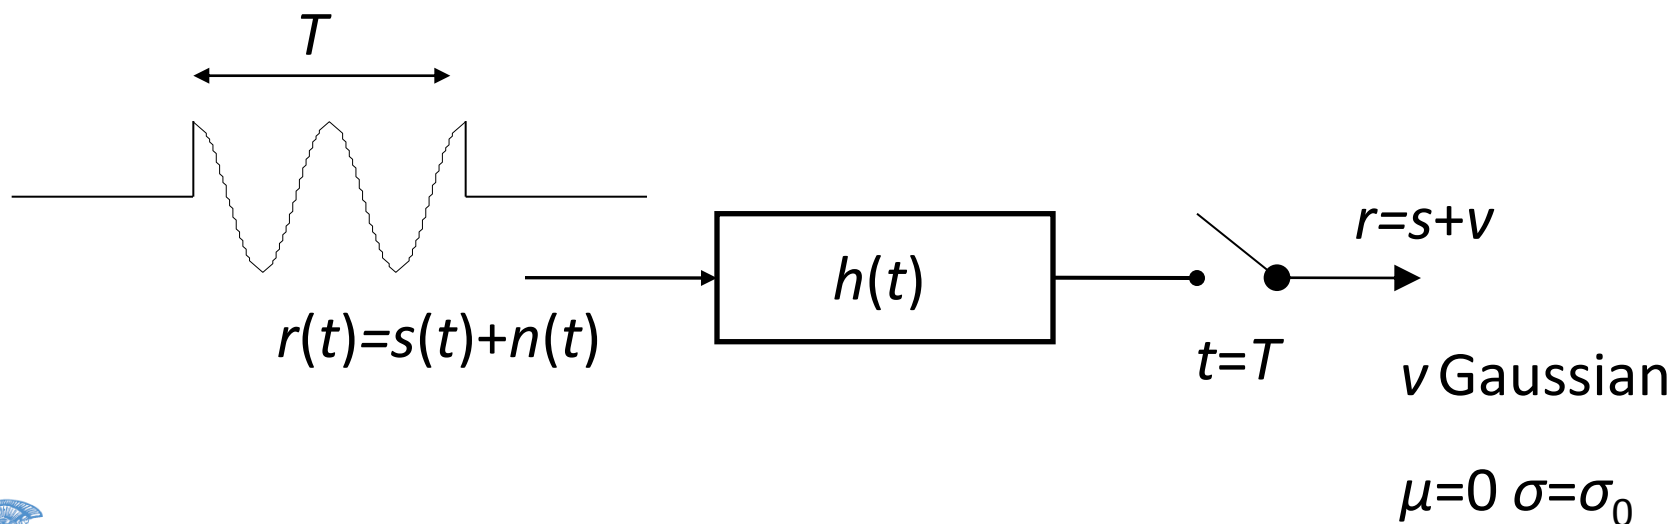 T
r(t)=s(t)+n(t)
h(t)
t=T
r=s+ν
ν Gaussian
μ=0 σ=σ₀